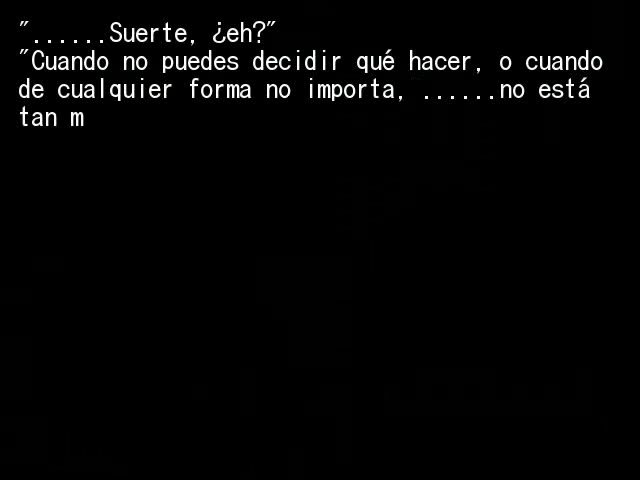 "......Suerte, ¿eh?"
"Cuando no puedes decidir qué hacer, o cuando
de cualquier forma no importa, ......no está
tan m